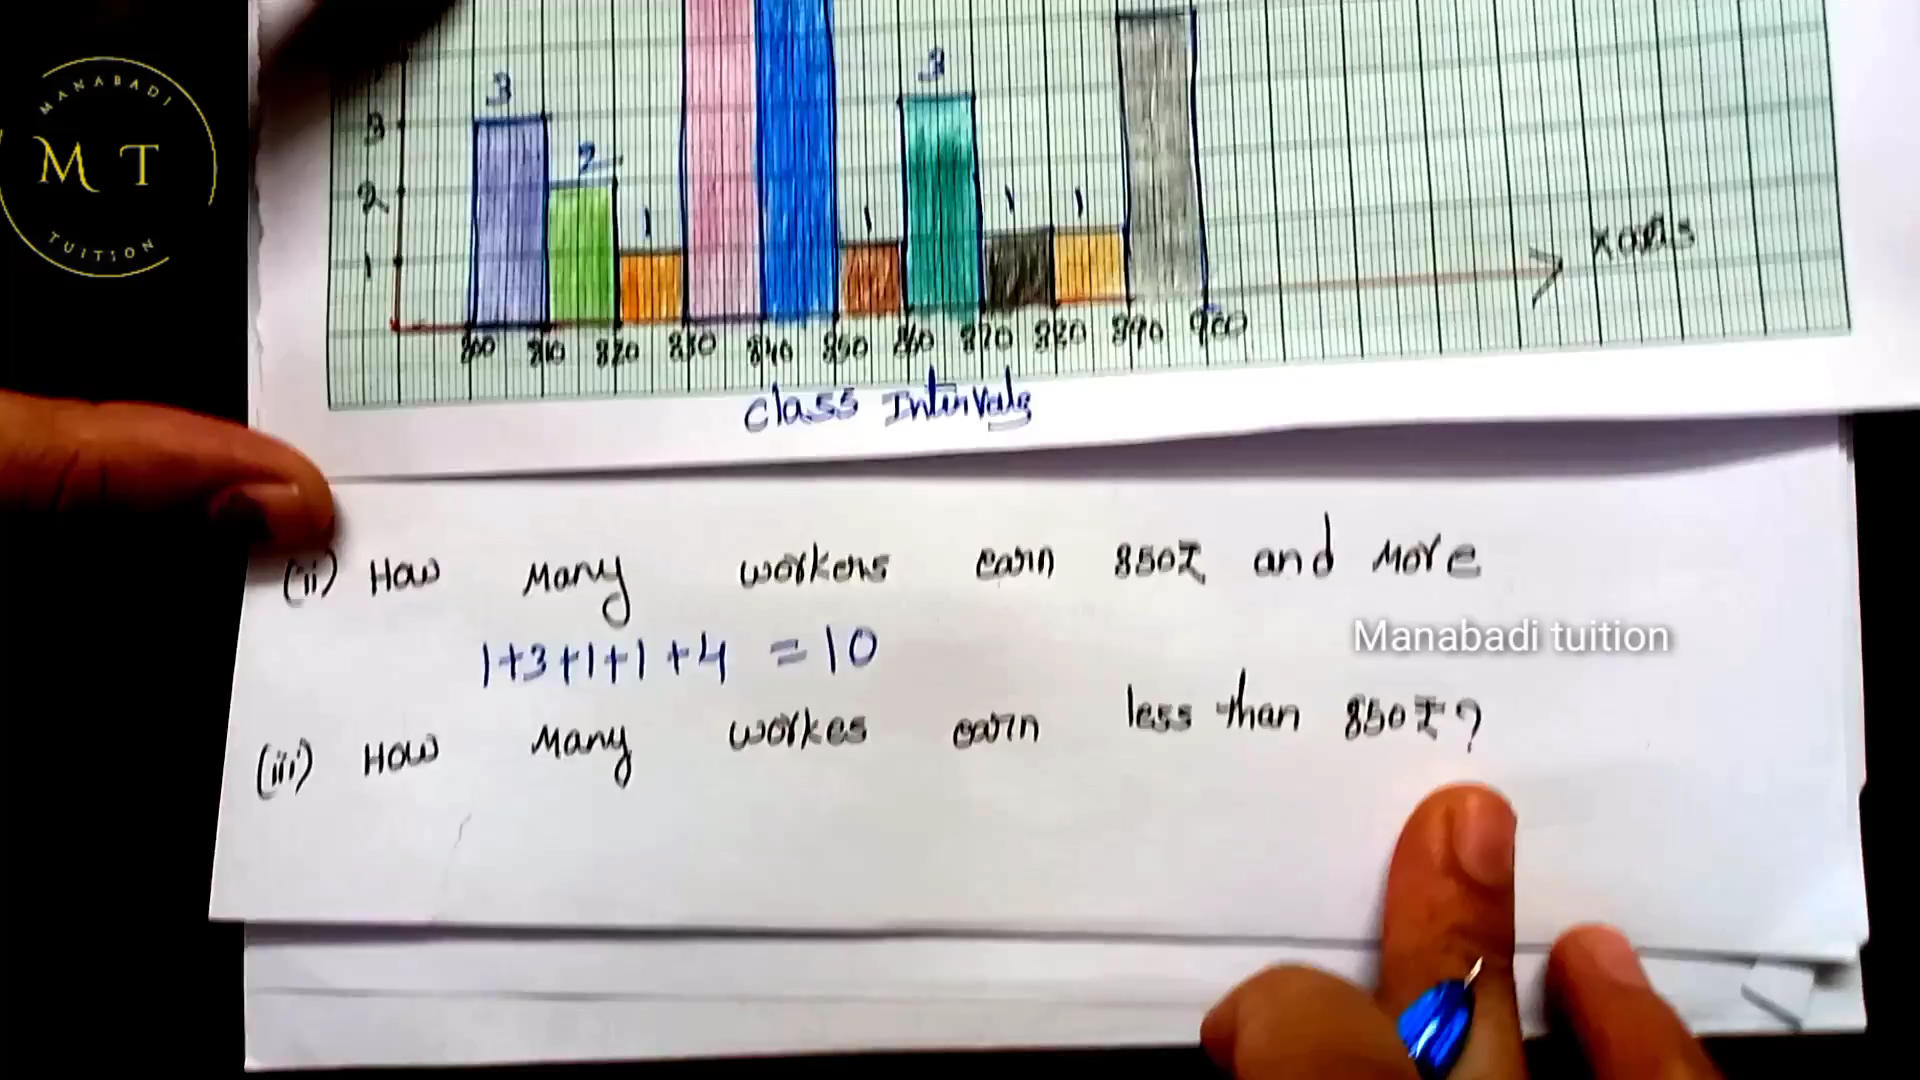 MANABADI
MT
TUITION
3
3
2
2
1
1
1
3
1
1
x axis
800 810 820 830 840 850 860 870 880 890 900
Class Intervals
(ii) How Many workers earn 850₹ and More
Manabadi tuition
1+3+1+1+4 = 10
(iii) How Many workes earn less than 850₹?